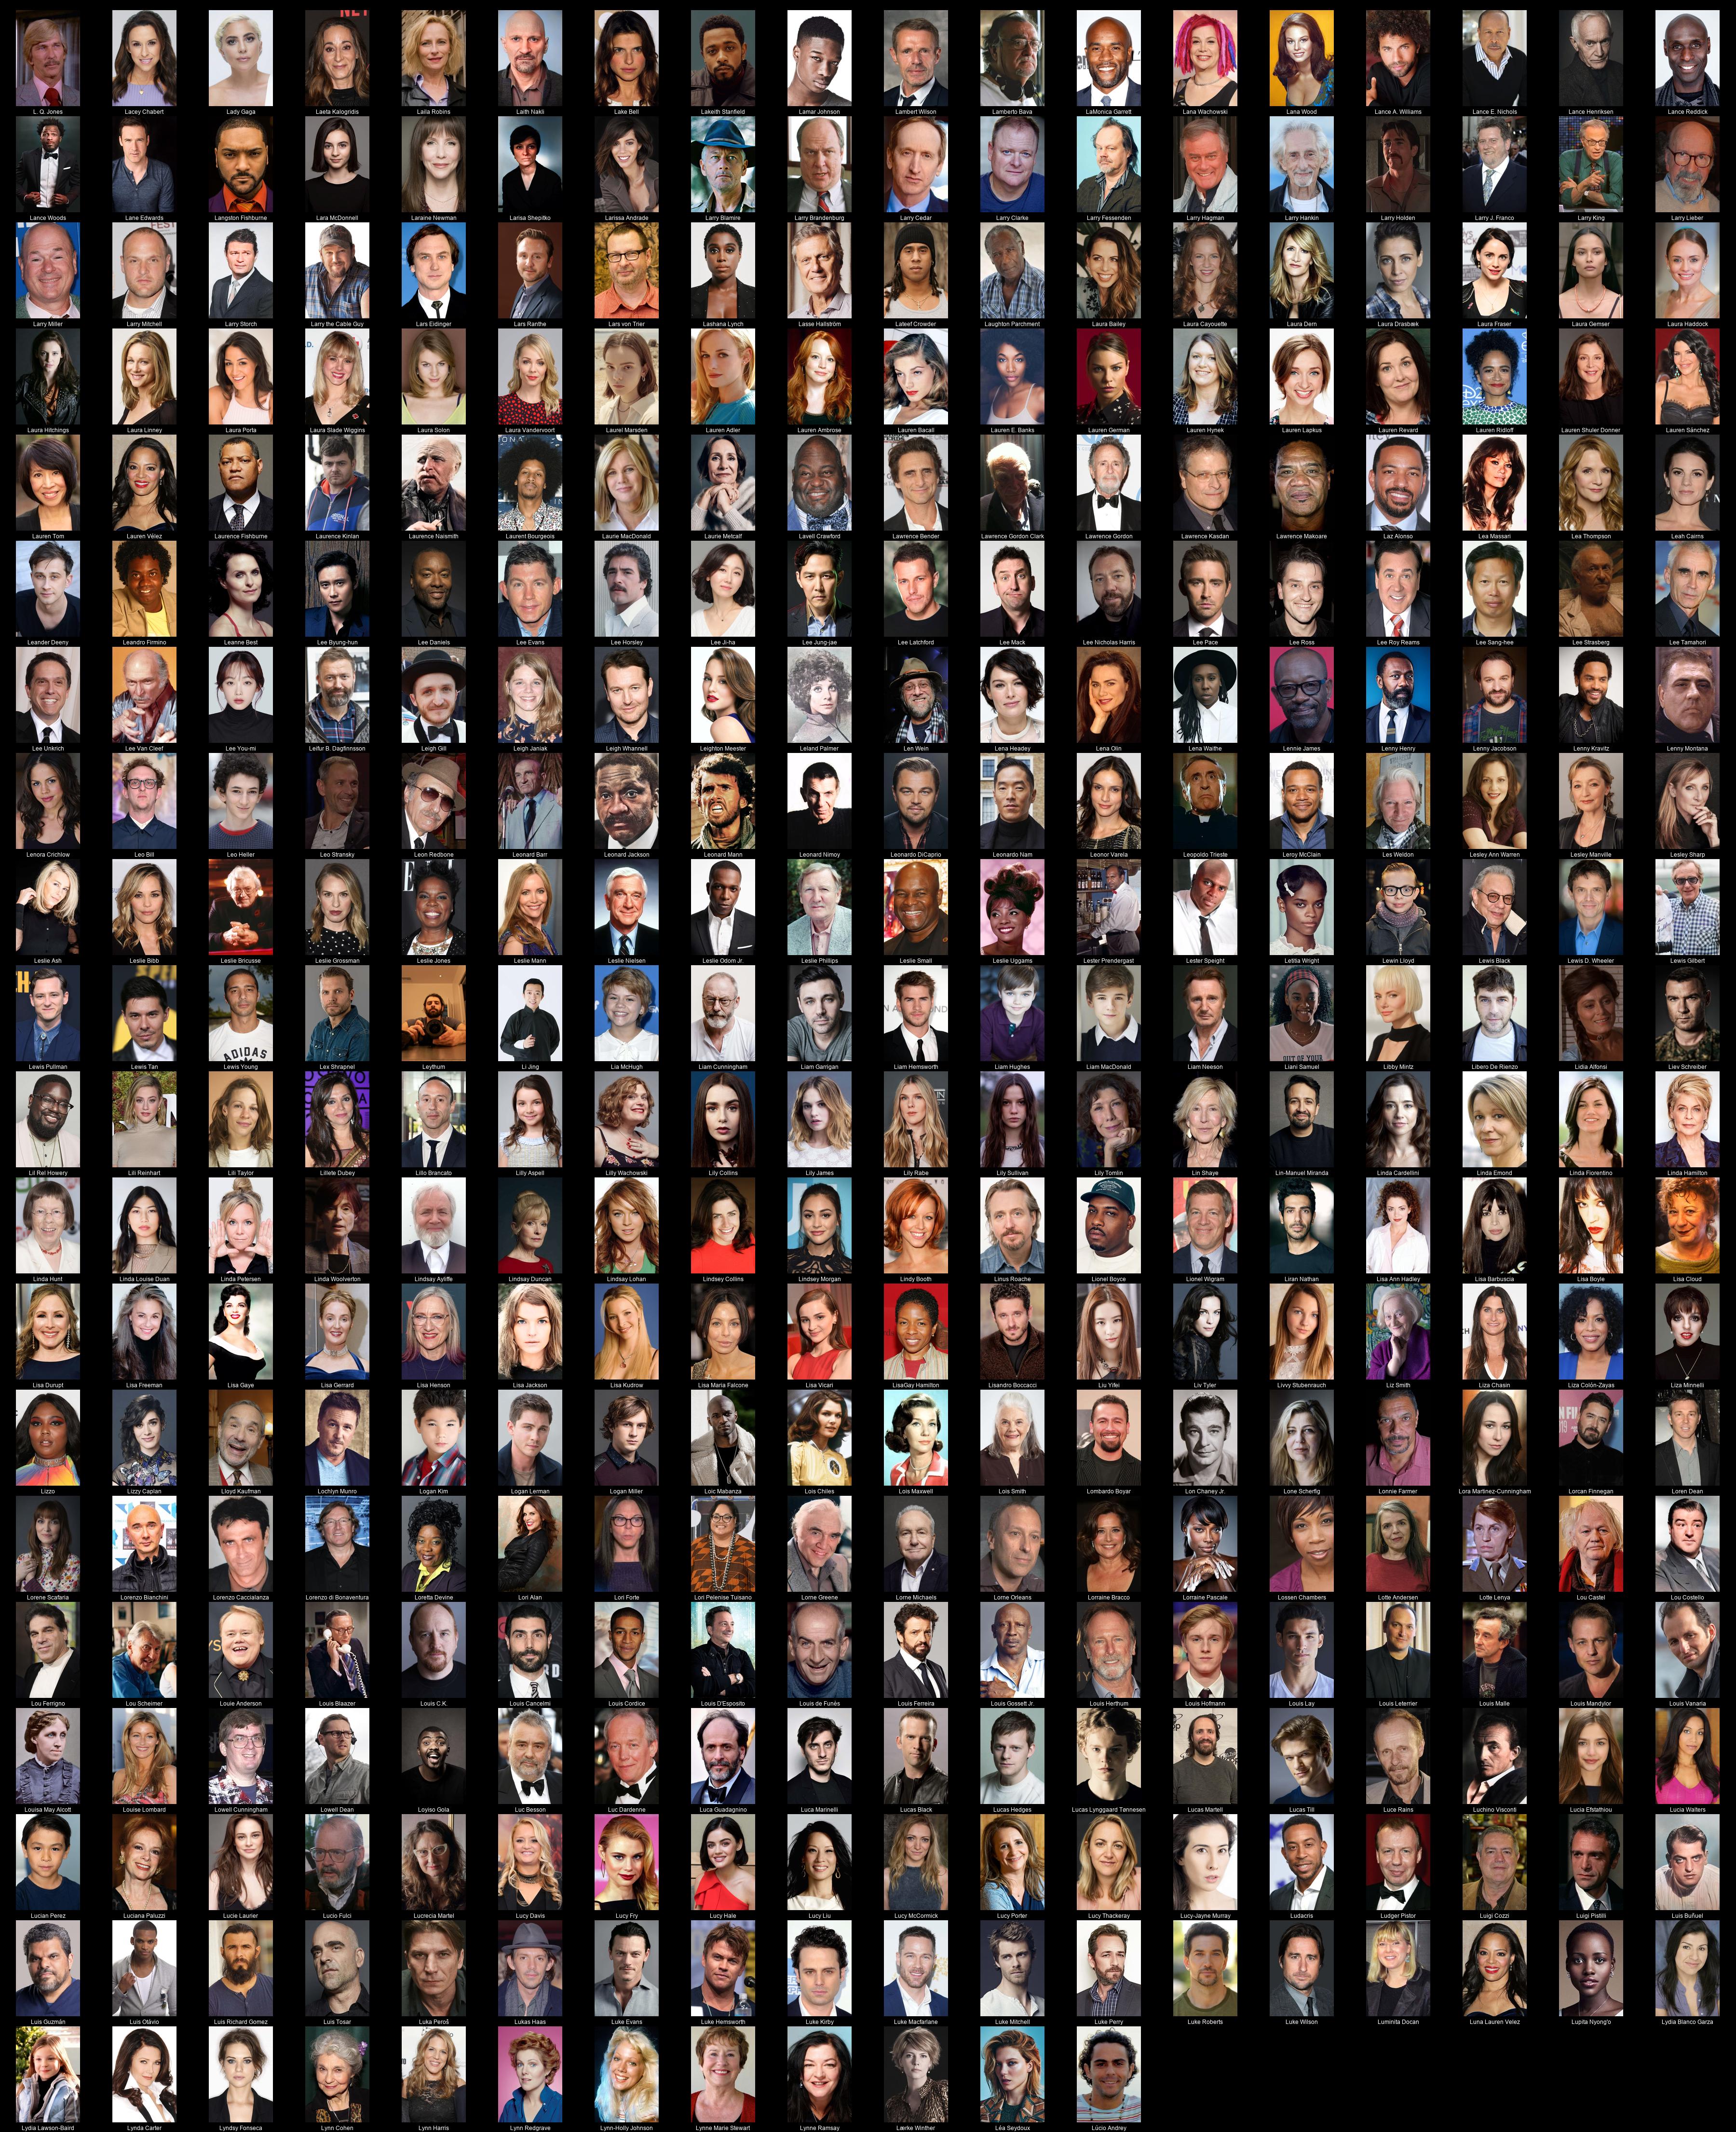 L. Q. Jones Lacey Chabert Lady Gaga Laeta Kalogridis Laila Robins Laith Nakli Lake Bell Lakeith Stanfield Lamar Johnson Lambert Wilson Lamberto Bava LaMonica Garrett Lana Wachowski Lana Wood Lance A. Williams Lance E. Nichols Lance Henriksen Lance Reddick
Lance Woods Lane Edwards Langston Fishburne Lara McDonnell Laraine Newman Larisa Shepitko Larissa Andrade Larry Blamire Larry Brandenburg Larry Cedar Larry Clarke Larry Fessenden Larry Hagman Larry Hankin Larry Holden Larry J. Franco Larry King Larry Lieber
Larry Miller Larry Mitchell Larry Storch Larry the Cable Guy Lars Eidinger Lars Ranthe Lars von Trier Lashana Lynch Lasse Hallström Lateef Crowder Laughton Parchment Laura Bailey Laura Cayouette Laura Dern Laura Drasbæk Laura Fraser Laura Gemser Laura Haddock
Laura Hitchings Laura Linney Laura Porta Laura Slade Wiggins Laura Solon Laura Vandervoort Laurel Marsden Lauren Adler Lauren Ambrose Lauren Bacall Lauren E. Banks Lauren German Lauren Hynek Lauren Lapkus Lauren Revard Lauren Ridloff Lauren Shuler Donner Lauren Sánchez
Lauren Tom Lauren Vélez Laurence Fishburne Laurence Kinlan Laurence Naismith Laurent Bourgeois Laurie MacDonald Laurie Metcalf Lavell Crawford Lawrence Bender Lawrence Gordon Clark Lawrence Gordon Lawrence Kasdan Lawrence Makoare Laz Alonso Lea Massari Lea Thompson Leah Cairns
Leander Deeny Leandro Firmino Leanne Best Lee Byung-hun Lee Daniels Lee Evans Lee Horsley Lee Ji-ha Lee Jung-jae Lee Latchford Lee Mack Lee Nicholas Harris Lee Pace Lee Ross Lee Roy Reams Lee Sang-hee Lee Strasberg Lee Tamahori
Lee Unkrich Lee Van Cleef Lee You-mi Leifur B. Dagfinnsson Leigh Gill Leigh Janiak Leigh Whannell Leighton Meester Leland Palmer Len Wein Lena Headey Lena Olin Lena Waithe Lennie James Lenny Henry Lenny Jacobson Lenny Kravitz Lenny Montana
Lenora Crichlow Leo Bill Leo Heller Leo Stransky Leon Redbone Leonard Barr Leonard Jackson Leonard Mann Leonard Nimoy Leonardo DiCaprio Leonardo Nam Leonor Varela Leopoldo Trieste Leroy McClain Les Weldon Lesley Ann Warren Lesley Manville Lesley Sharp
Leslie Ash Leslie Bibb Leslie Bricusse Leslie Grossman Leslie Jones Leslie Mann Leslie Nielsen Leslie Odom Jr. Leslie Phillips Leslie Small Leslie Uggams Lester Prendergast Lester Speight Letitia Wright Lewin Lloyd Lewis Black Lewis D. Wheeler Lewis Gilbert
ADIDAS
Lewis Pullman Lewis Tan Lewis Young Lex Shrapnel Leythum Li Jing Lia McHugh Liam Cunningham Liam Garrigan Liam Hemsworth Liam Hughes Liam MacDonald Liam Neeson Liani Samuel Libby Mintz Libero De Rienzo Lidia Alfonsi Liev Schreiber
Lil Rel Howery Lili Reinhart Lili Taylor Lillete Dubey Lillo Brancato Lilly Aspell Lilly Wachowski Lily Collins Lily James Lily Rabe Lily Sullivan Lily Tomlin Lin Shaye Lin-Manuel Miranda Linda Cardellini Linda Emond Linda Fiorentino Linda Hamilton
Linda Hunt Linda Louise Duan Linda Petersen Linda Woolverton Lindsay Ayliffe Lindsay Duncan Lindsay Lohan Lindsey Collins Lindsey Morgan Lindy Booth Linus Roache Lionel Boyce Lionel Wigram Liran Nathan Lisa Ann Hadley Lisa Barbuscia Lisa Boyle Lisa Cloud
Lisa Durupt Lisa Freeman Lisa Gaye Lisa Gerrard Lisa Henson Lisa Jackson Lisa Kudrow Lisa Maria Falcone Lisa Vicari LisaGay Hamilton Lisandro Boccacci Liu Yifei Liv Tyler Livvy Stubenrauch Liz Smith Liza Chasin Liza Colón-Zayas Liza Minnelli
Lizzo Lizzy Caplan Lloyd Kaufman Lochlyn Munro Logan Kim Logan Lerman Logan Miller Loic Mabanza Lois Chiles Lois Maxwell Lois Smith Lombardo Boyar Lon Chaney Jr. Lone Scherfig Lonnie Farmer Lora Martinez-Cunningham Lorcan Finnegan Loren Dean
Lorene Scafaria Lorenzo Bianchini Lorenzo Caccialanza Lorenzo di Bonaventura Loretta Devine Lori Alan Lori Forte Lori Pelenise Tuisano Lorne Greene Lorne Michaels Lorne Orleans Lorraine Bracco Lorraine Pascale Lossen Chambers Lotte Andersen Lotte Lenya Lou Castel Lou Costello
Lou Ferrigno Lou Scheimer Louie Anderson Louis Blaazer Louis C.K. Louis Cancelmi Louis Cordice Louis D'Esposito Louis de Funès Louis Ferreira Louis Gossett Jr. Louis Herthum Louis Hofmann Louis Lay Louis Leterrier Louis Malle Louis Mandylor Louis Vanaria
Louisa May Alcott Louise Lombard Lowell Cunningham Lowell Dean Loyiso Gola Luc Besson Luc Dardenne Luca Guadagnino Luca Marinelli Lucas Black Lucas Hedges Lucas Lynggaard Tønnesen Lucas Martell Lucas Till Luce Rains Luchino Visconti Lucia Efstathiou Lucia Walters
Lucian Perez Luciana Paluzzi Lucie Laurier Lucio Fulci Lucrecia Martel Lucy Davis Lucy Fry Lucy Hale Lucy Liu Lucy McCormick Lucy Porter Lucy Thackeray Lucy-Jayne Murray Ludacris Ludger Pistor Luigi Cozzi Luigi Pistilli Luis Buñuel
Luis Guzmán Luis Otávio Luis Richard Gomez Luis Tosar Luka Peroš Lukas Haas Luke Evans Luke Hemsworth Luke Kirby Luke Macfarlane Luke Mitchell Luke Perry Luke Roberts Luke Wilson Luminita Docan Luna Lauren Velez Lupita Nyong'o Lydia Blanco Garza
Lydia Lawson-Baird Lynda Carter Lyndsy Fonseca Lynn Cohen Lynn Harris Lynn Redgrave Lynn-Holly Johnson Lynne Marie Stewart Lynne Ramsay Lærke Winther Léa Seydoux Lúcio Andrey